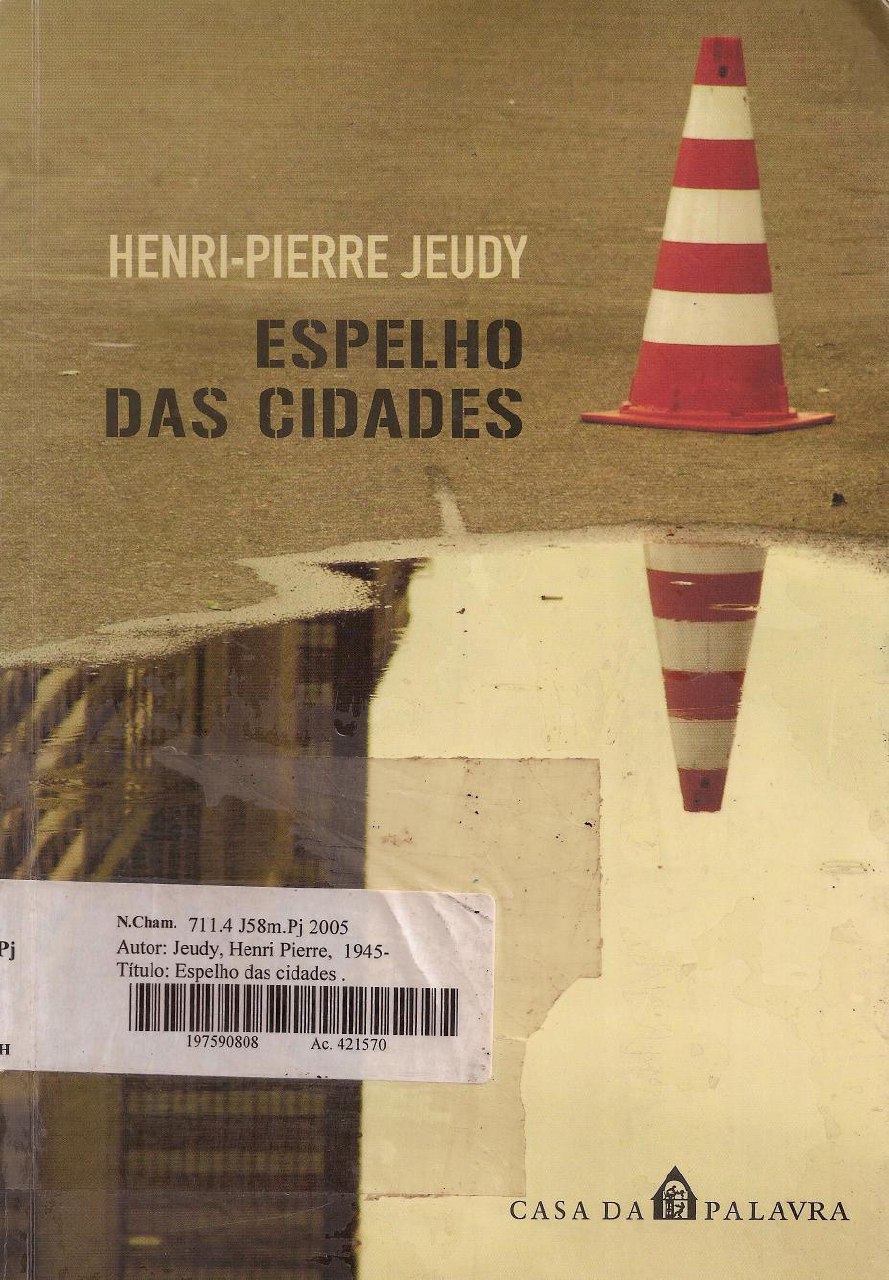 HENRI-PIERRE JEUDY
ESPELHO
DAS CIDADES
N.Cham. 711.4 J58m.Pj 2005
Autor: Jeudy, Henri Pierre, 1945-
Pj
Título: Espelho das cidades .
197590808 Ac. 421570
H
CASA DA PALAVRA